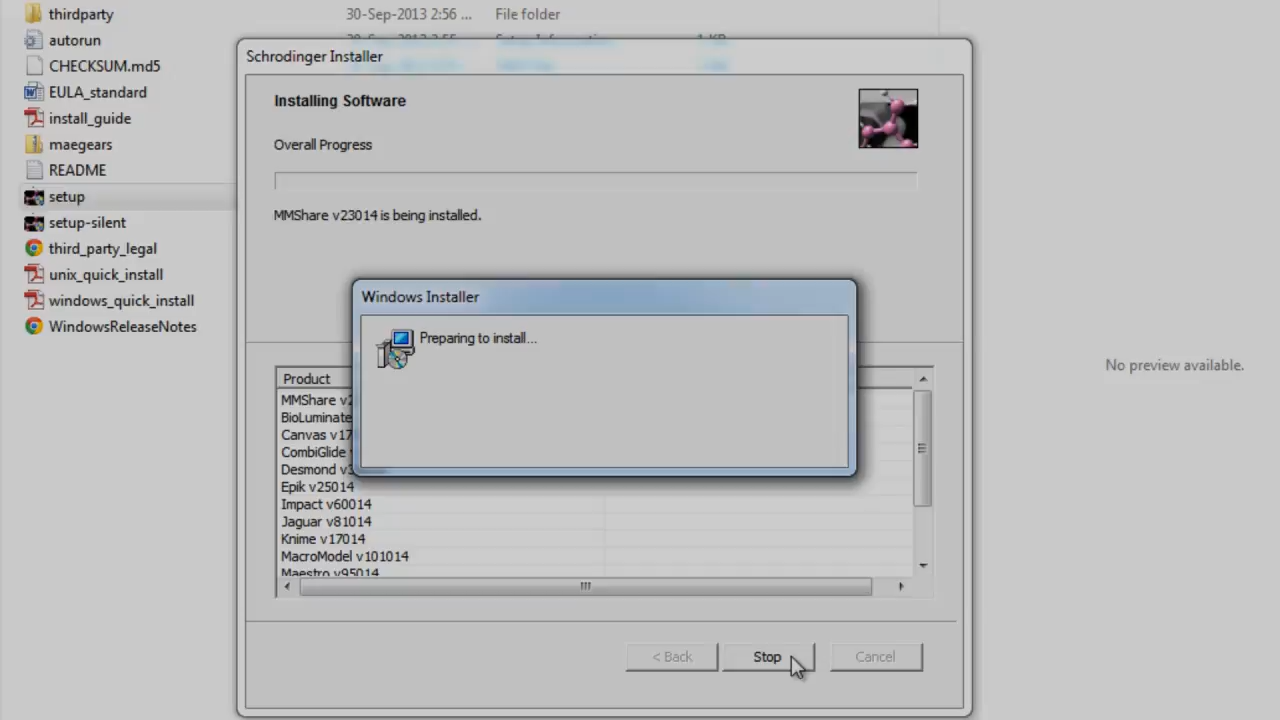 thirdparty 30-Sep-2013 2:56 ... File folder
autorun
CHECKSUM.md5
EULA_standard
install_guide
maegears
README
setup
setup-silent
third_party_legal
unix_quick_install
windows_quick_install
WindowsReleaseNotes
Schrodinger Installer
Installing Software
Overall Progress
MMShare v23014 is being installed.
Windows Installer
Preparing to install...
Product
MMShare v2
BioLuminate
Canvas v17
CombiGlide
Desmond v3
Epik v25014
Impact v60014
Jaguar v81014
Knime v17014
MacroModel v101014
Maestro v95014
< Back Stop Cancel
No preview available.